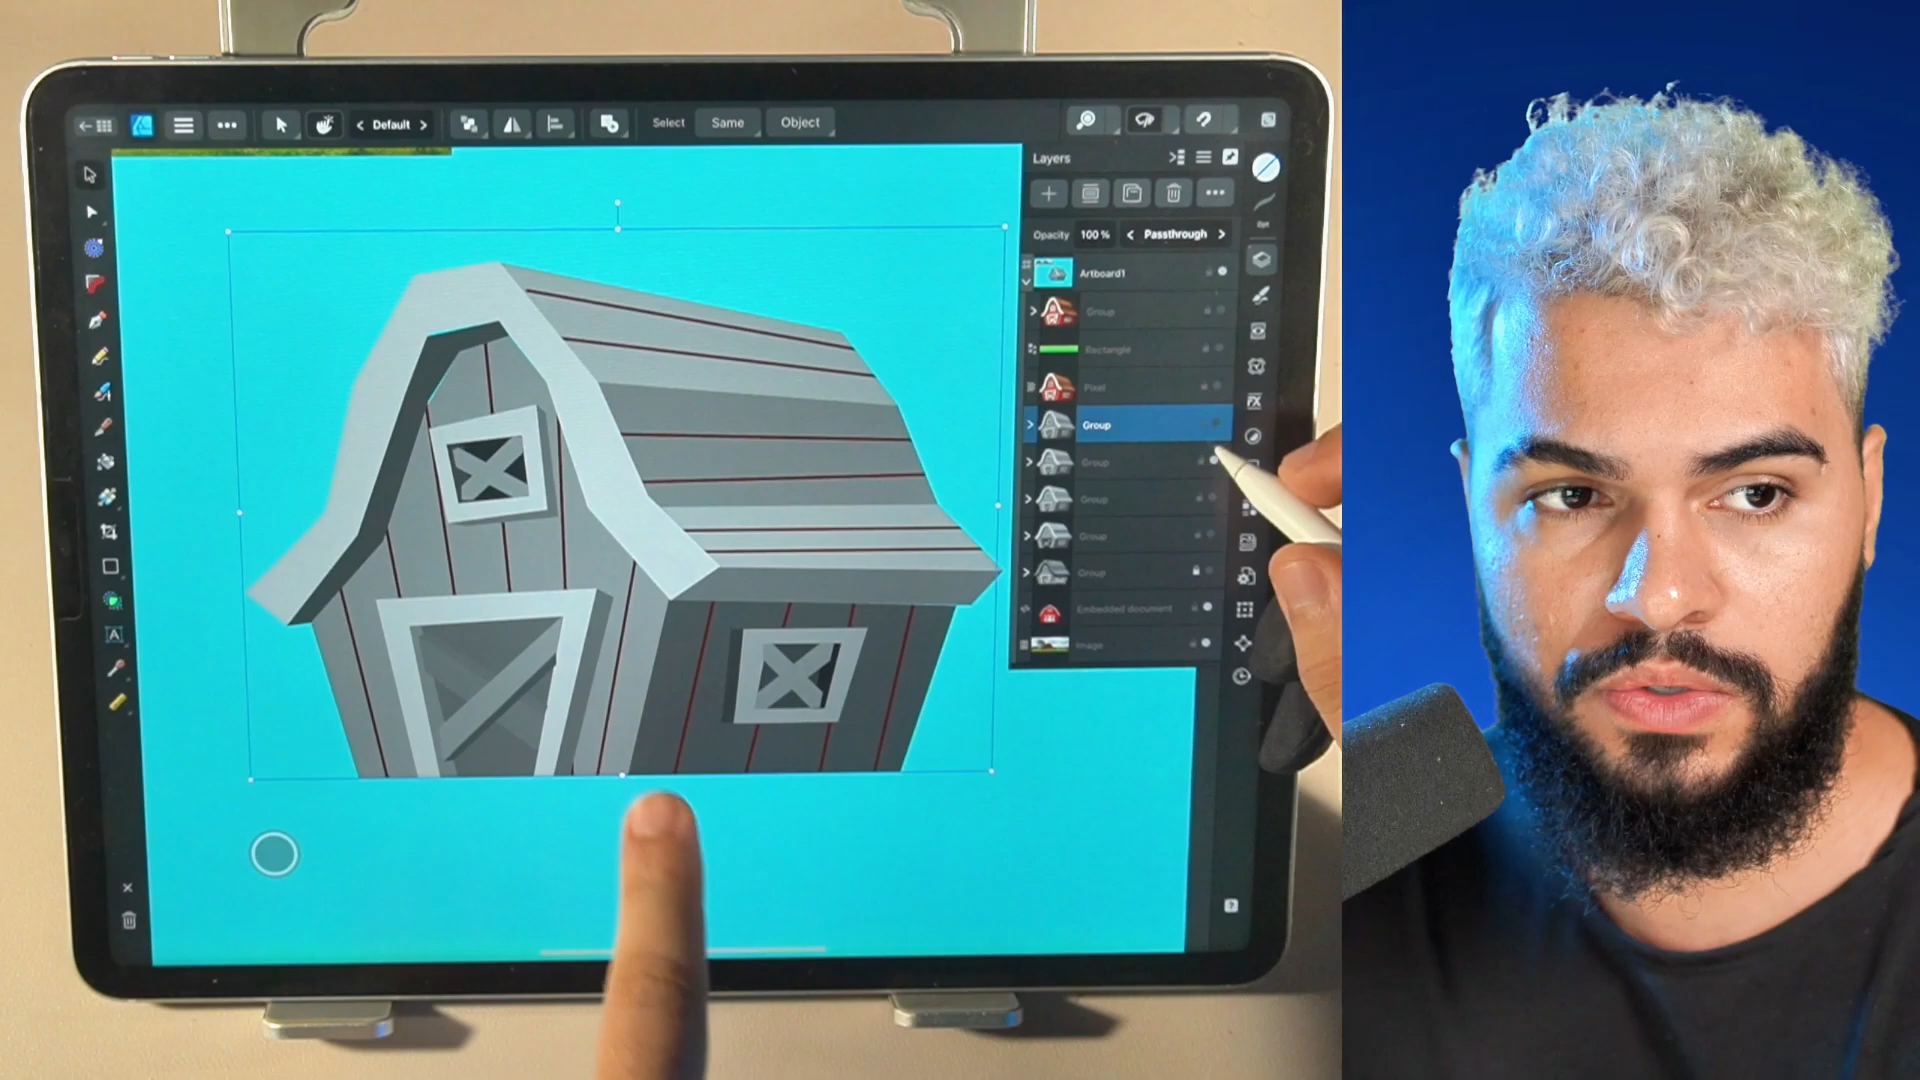 Default
Select
Same
Object
Layers
Opacity 100 % Passthrough
Artboard1
Group
Rectangle
Pixel
Group
Group
Group
Group
Group
Embedded document
Image
A
FX
?